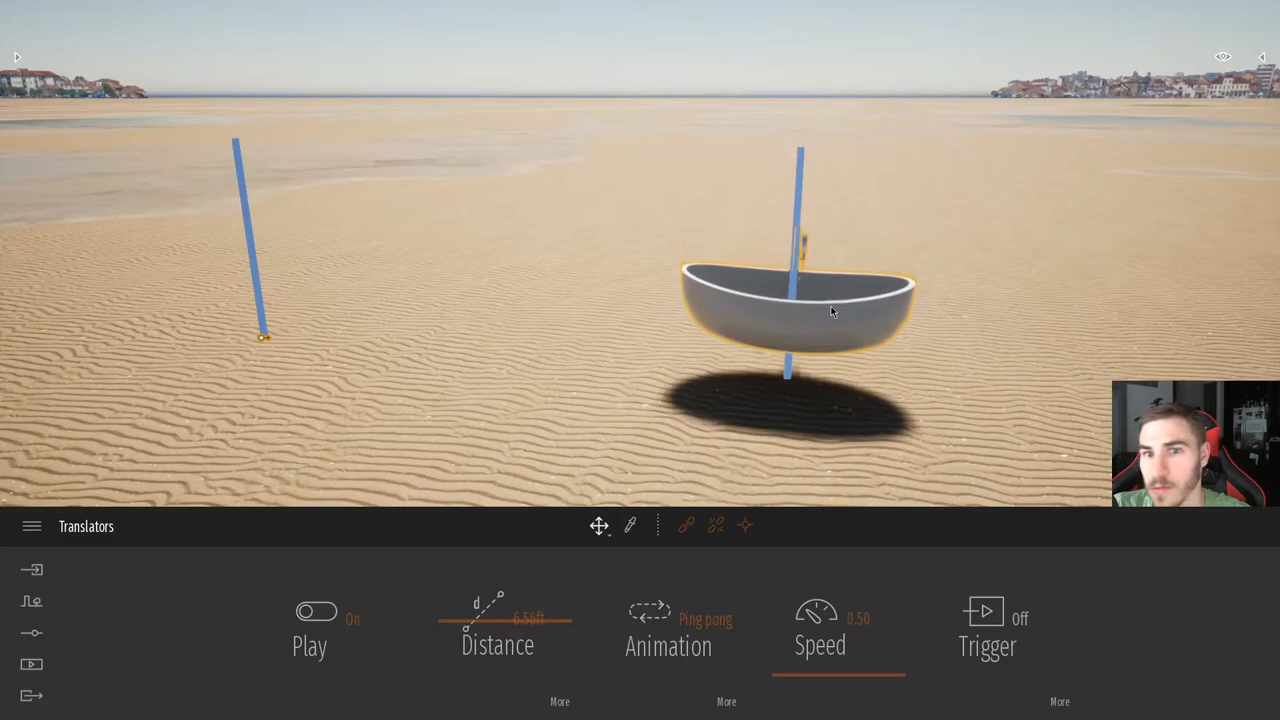 Translators
On
Play
d
6.56ft
Distance
More
Ping pong
Animation
More
0.50
Speed
Off
Trigger
More